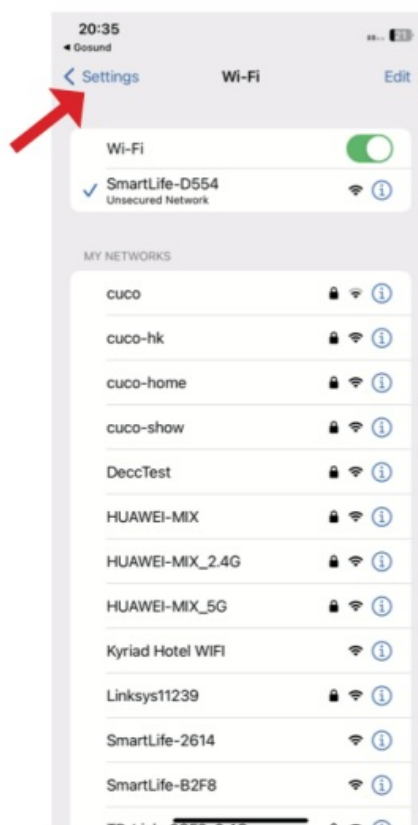 20:35
21
◀ Gosund
Settings
Wi-Fi
Edit
Wi-Fi
SmartLife-D554
Unsecured Network
MY NETWORKS
cuco
cuco-hk
cuco-home
cuco-show
DeccTest
HUAWEI-MIX
HUAWEI-MIX_2.4G
HUAWEI-MIX_5G
Kyriad Hotel WIFI
Linksys11239
SmartLife-2614
SmartLife-B2F8